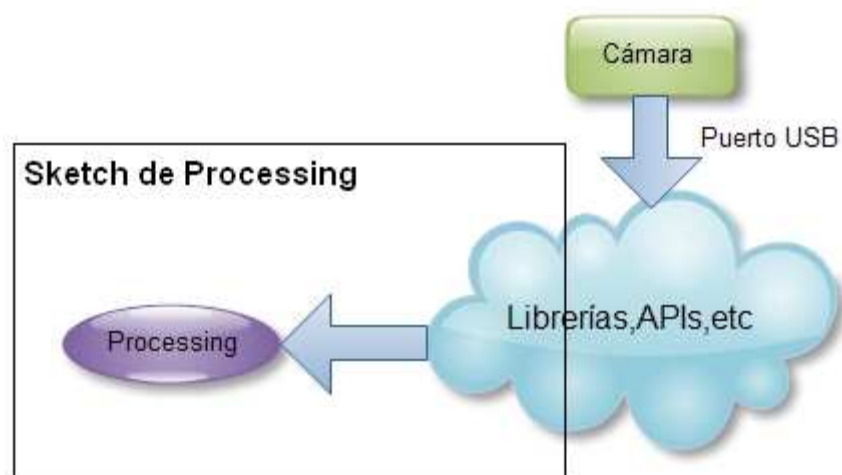 Cámara
Puerto USB
Sketch de Processing
Librerías,APIs,etc
Processing